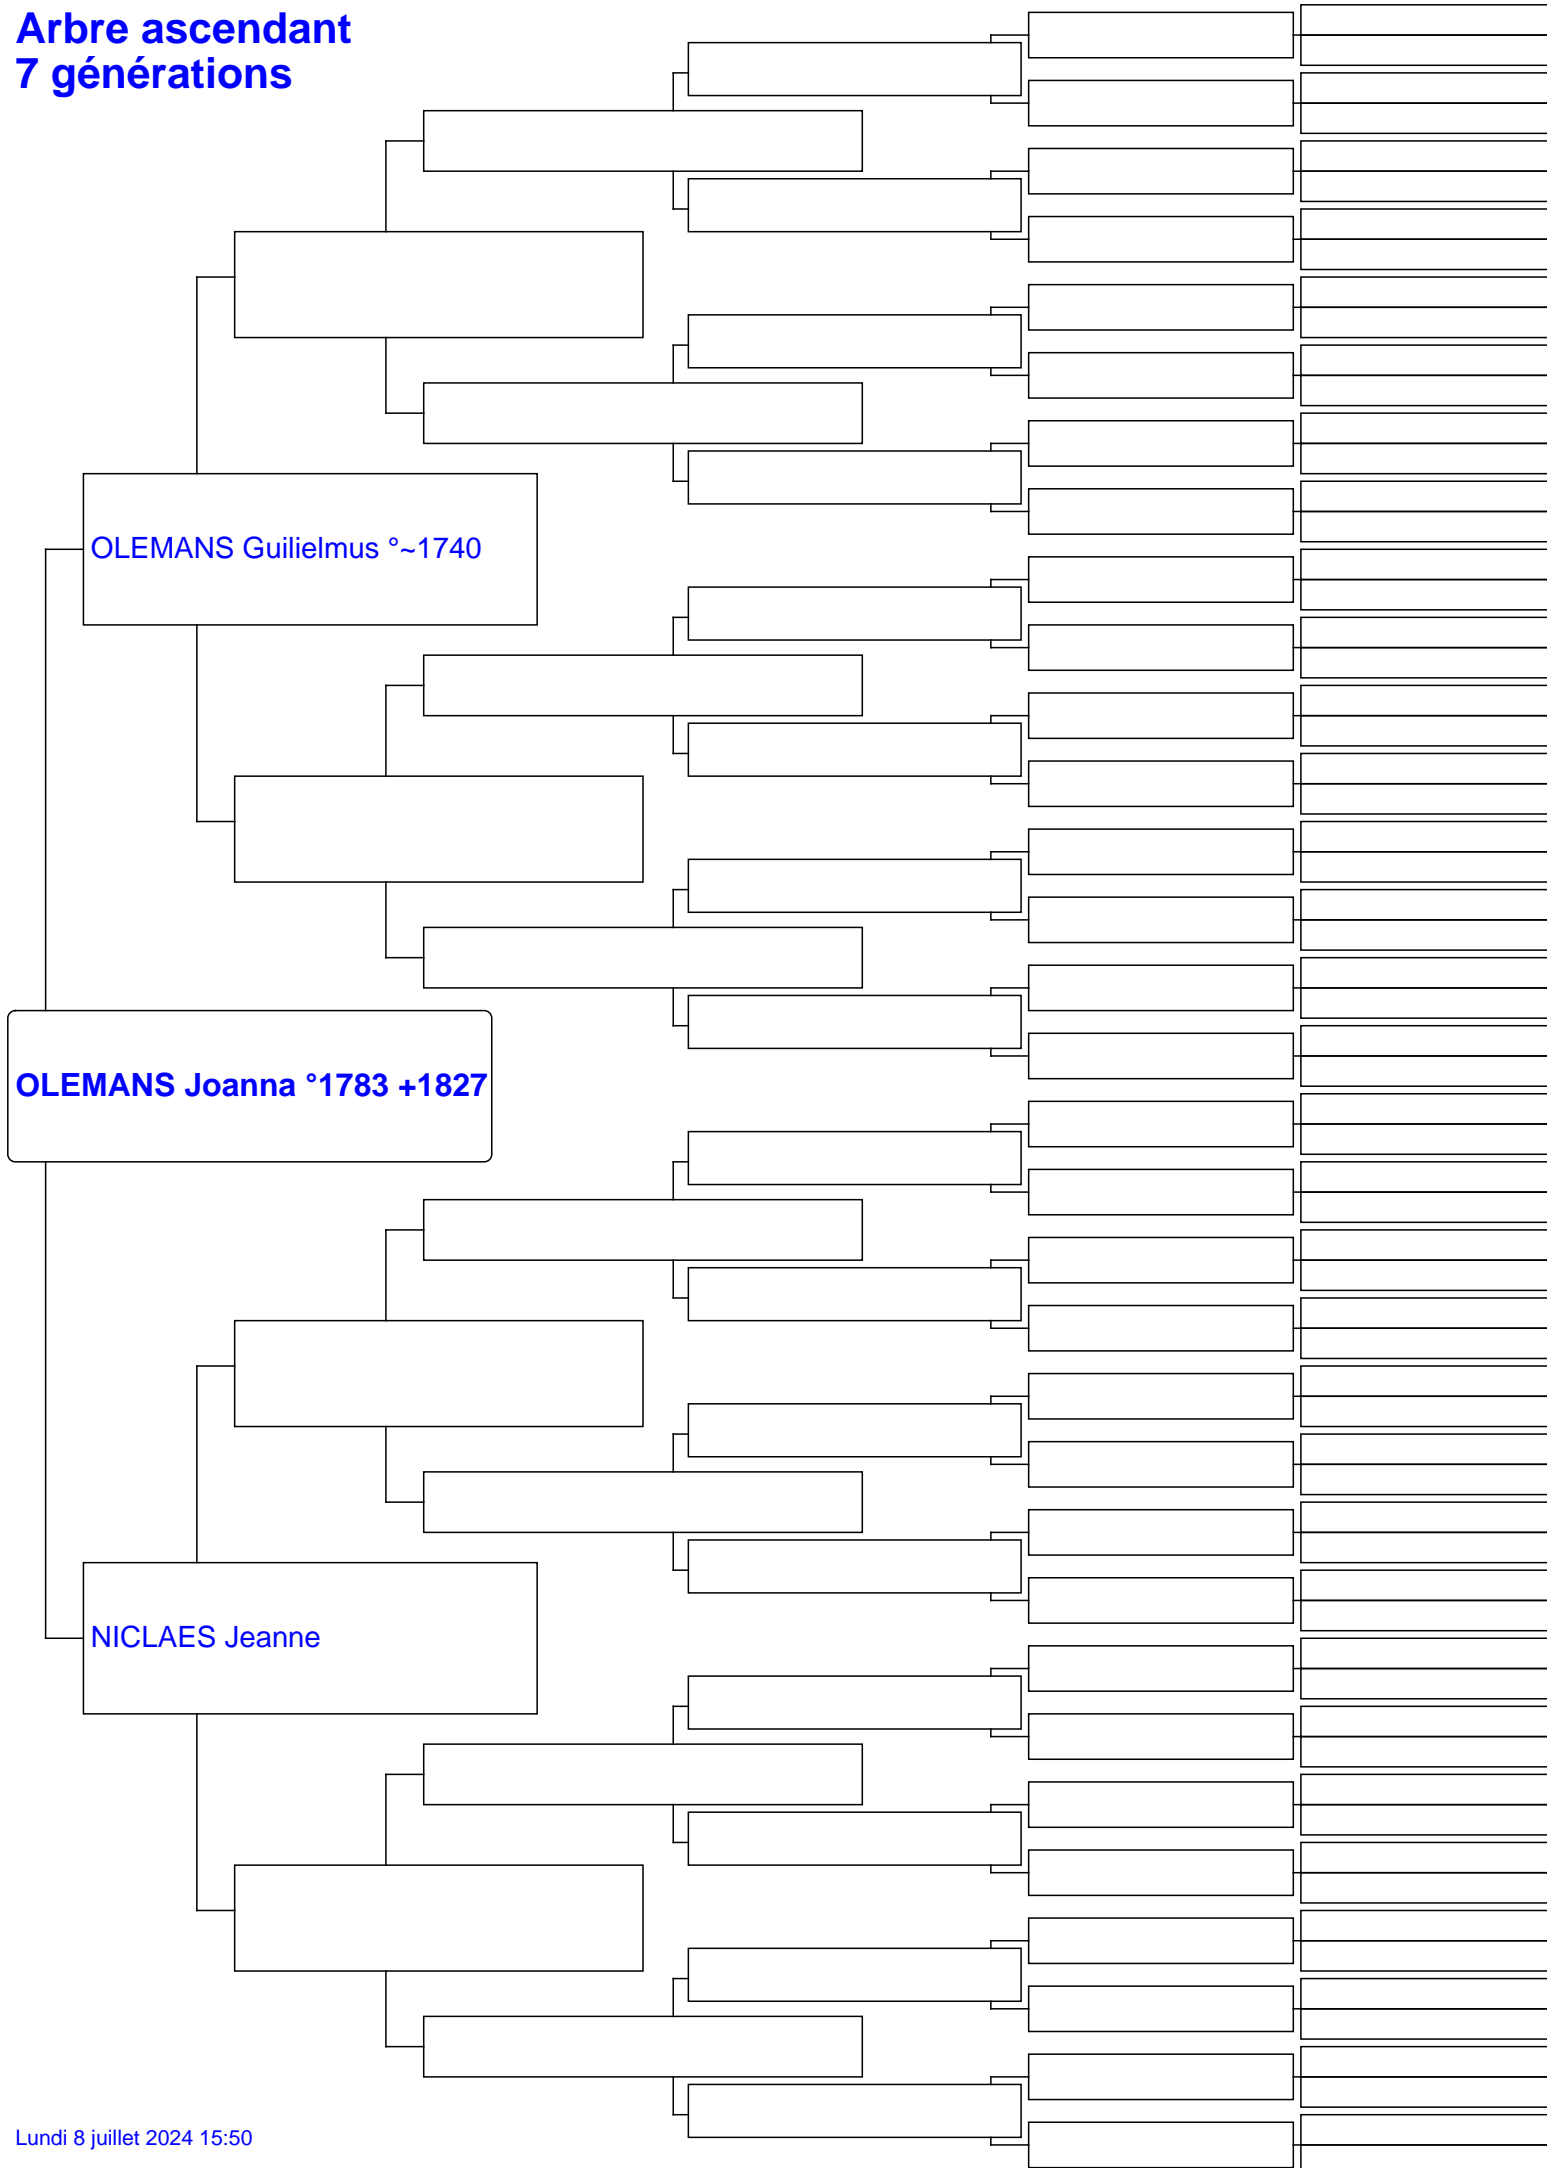 Arbre ascendant
7 générations
OLEMANS Guilielmus °~1740
OLEMANS Joanna °1783 +1827
NICLAES Jeanne
Lundi 8 juillet 2024 15:50